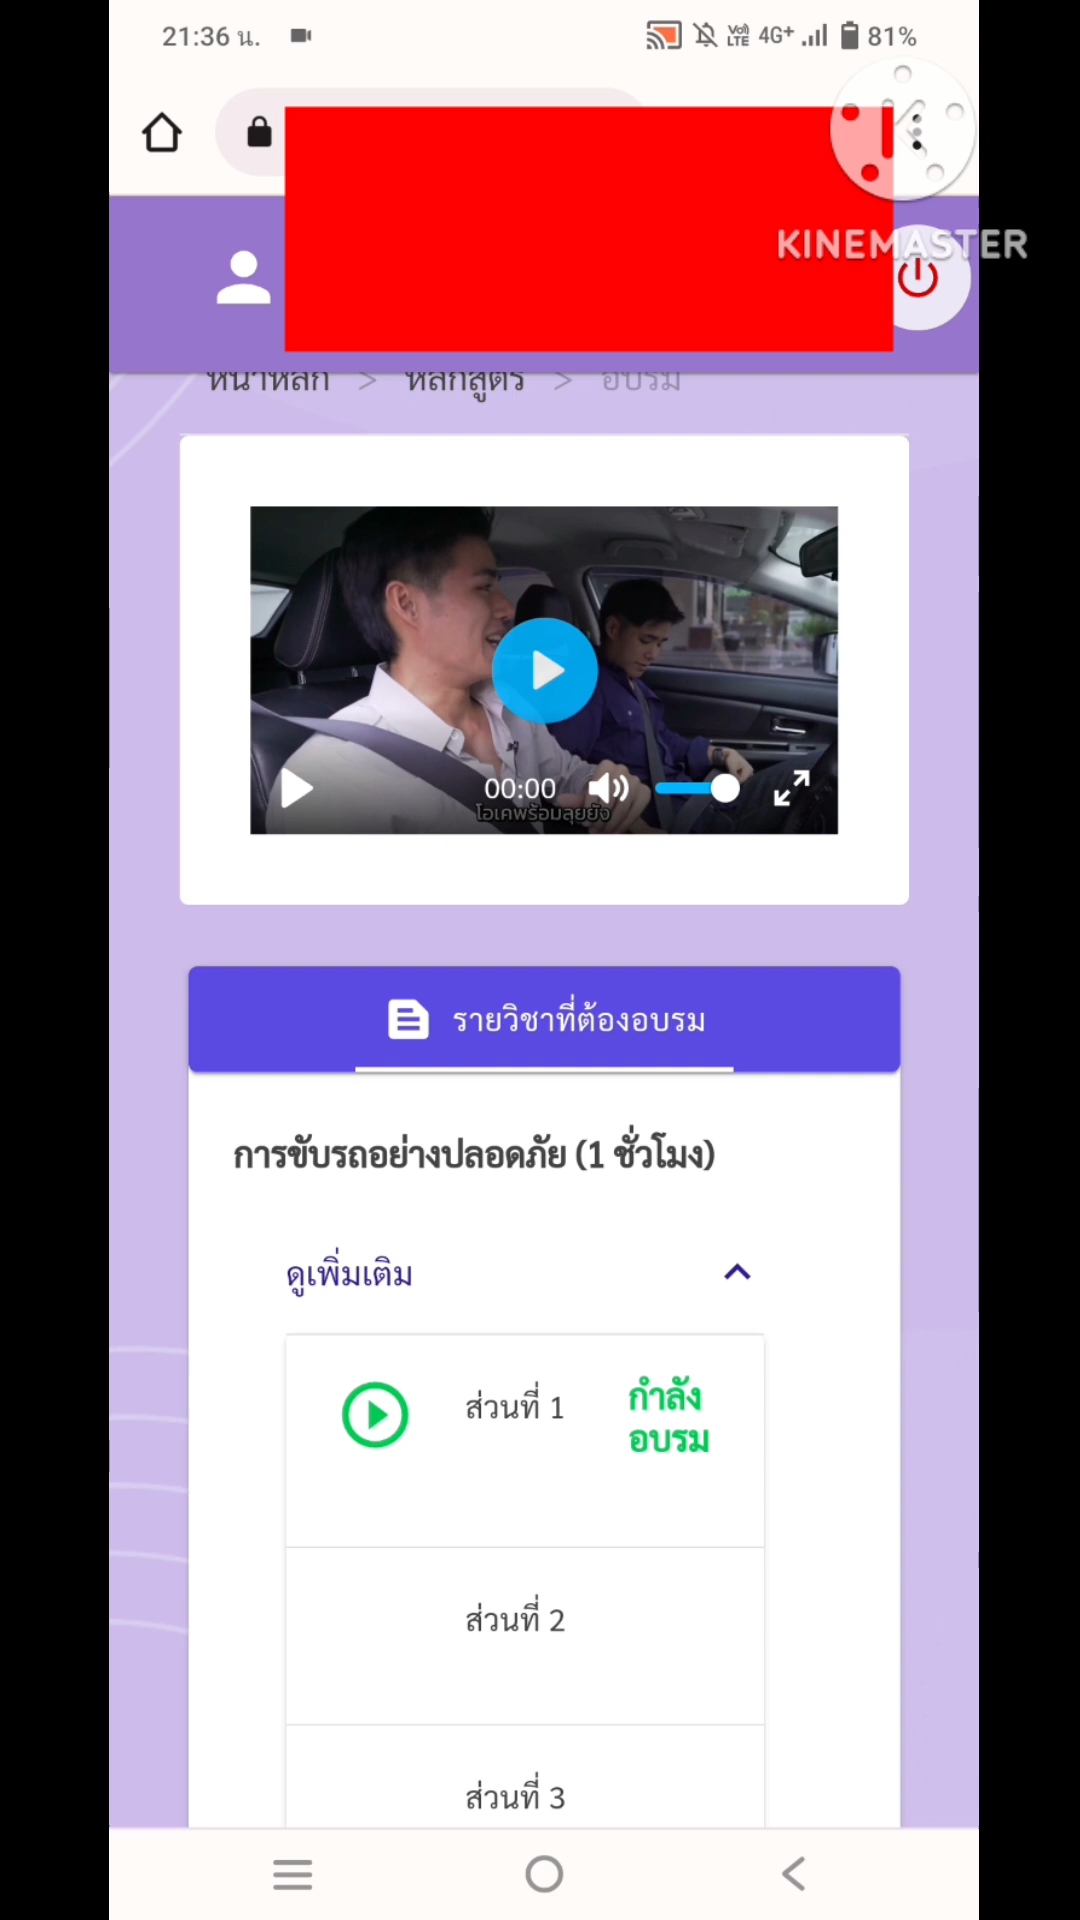 21:36 น.
VoLTE 4G+ 81%
KINEMASTER
หน้าหลัก > หลักสูตร > อบรม
00:00
โอเคพร้อมลุยยัง
รายวิชาที่ต้องอบรม
การขับรถอย่างปลอดภัย (1 ชั่วโมง)
ดูเพิ่มเติม
ส่วนที่ 1
กำลัง
อบรม
ส่วนที่ 2
ส่วนที่ 3